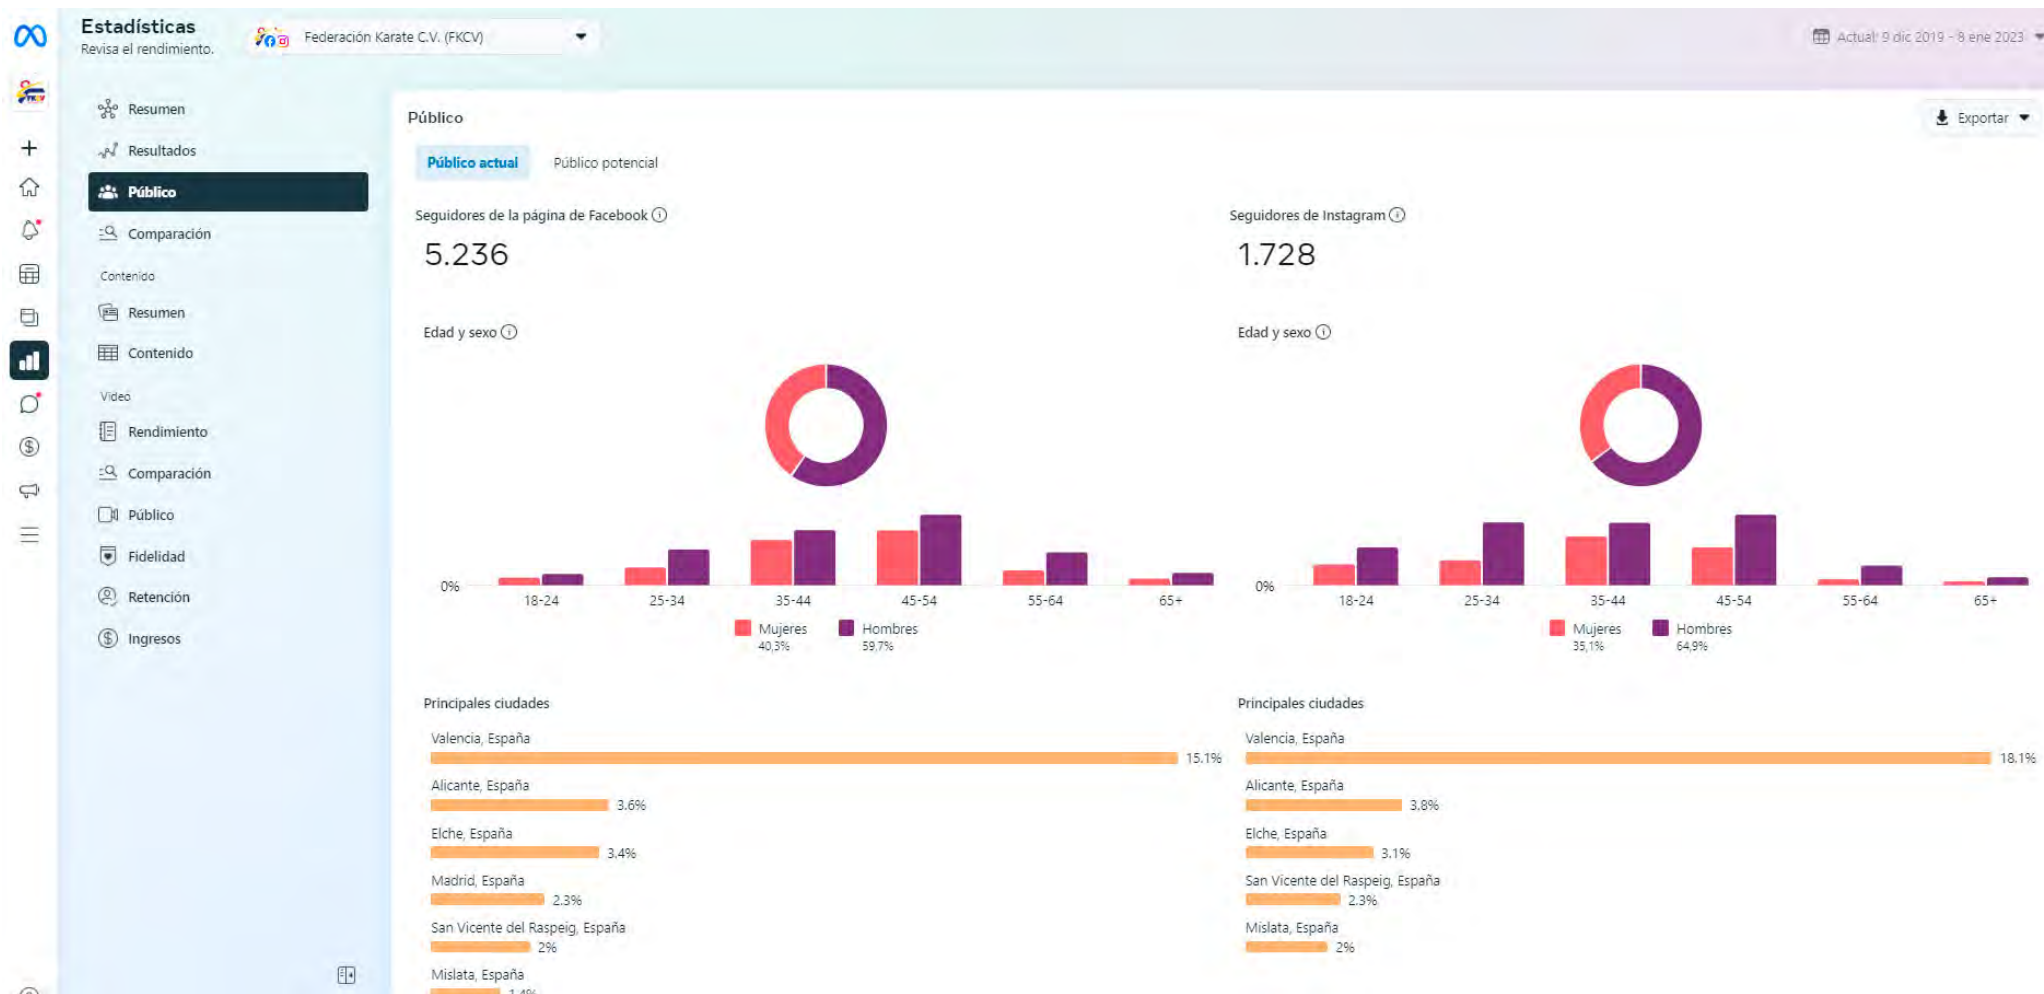 Estadísticas
Revisa el rendimiento.
Federación Karate C.V. (FKCV)
Actual: 9 dic 2019 - 8 ene 2023
Resumen
Resultados
Público
Comparación
Contenido
Resumen
Contenido
Vídeo
Rendimiento
Comparación
Público
Fidelidad
Retención
Ingresos
Público
Exportar
Público actual Público potencial
Seguidores de la página de Facebook
5.236
Edad y sexo
0%
18-24 25-34 35-44 45-54 55-64 65+
Mujeres Hombres
40,3% 59,7%
Principales ciudades
Valencia, España
15.1%
Alicante, España
3.6%
Elche, España
3.4%
Madrid, España
2.3%
San Vicente del Raspeig, España
2%
Mislata, España
1.4%
Seguidores de Instagram
1.728
Edad y sexo
0%
18-24 25-34 35-44 45-54 55-64 65+
Mujeres Hombres
35,1% 64,9%
Principales ciudades
Valencia, España
18.1%
Alicante, España
3.8%
Elche, España
3.1%
San Vicente del Raspeig, España
2.3%
Mislata, España
2%